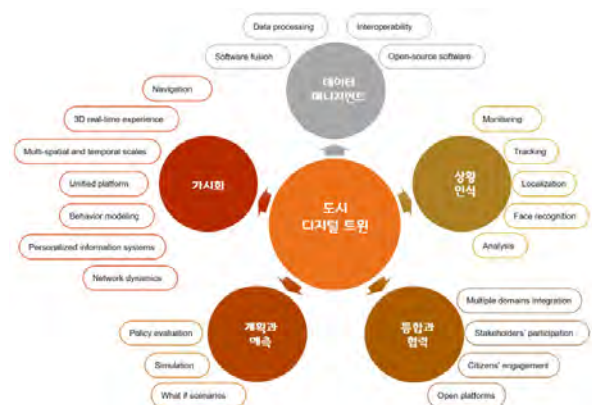 Data processing
Interoperability
Software fusion
Open-source software
데이터
매니지먼트
Navigation
3D real-time experience
Multi-spatial and temporal scales
Unified platform
Behavior modeling
Personalized information systems
Network dynamics
가시화
도시
디지털 트윈
상황
인식
Monitoring
Tracking
Localization
Face recognition
Analysis
계획과
예측
Policy evaluation
Simulation
What if scenarios
통합과
협력
Multiple domains integration
Stakeholders' participation
Citizens' engagement
Open platforms